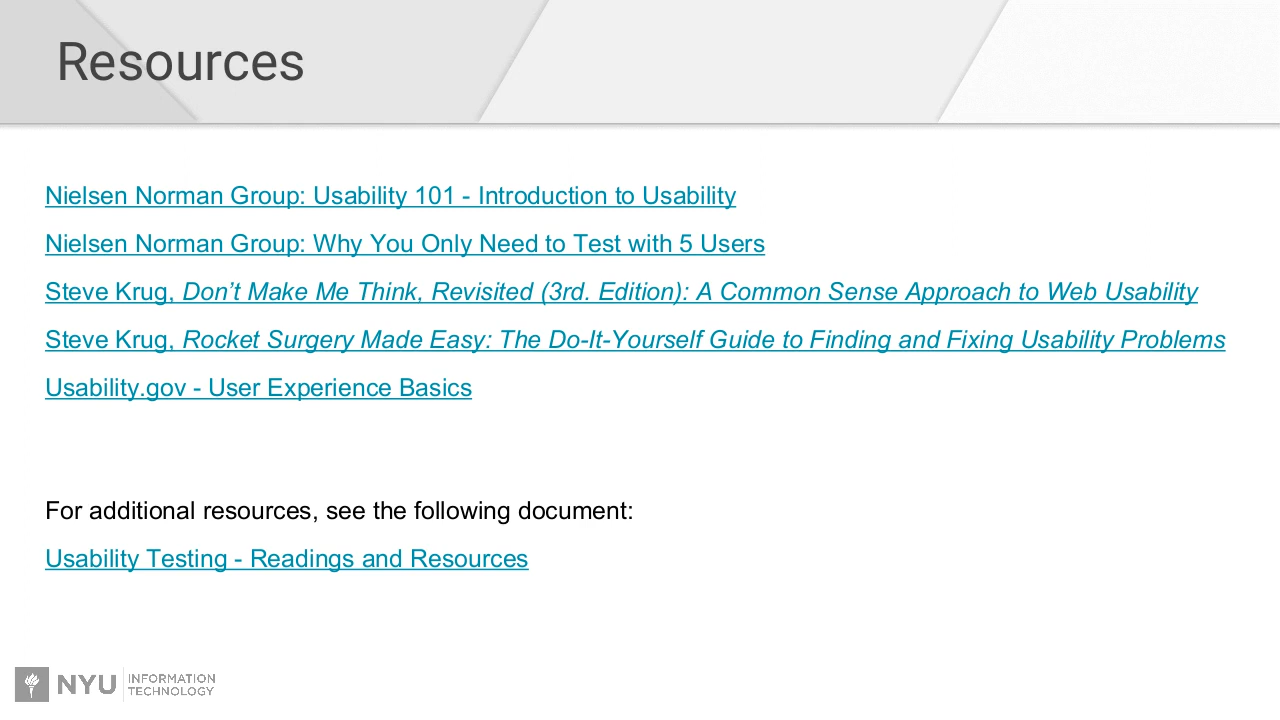 Resources
Nielsen Norman Group: Usability 101 - Introduction to Usability
Nielsen Norman Group: Why You Only Need to Test with 5 Users
Steve Krug, Don’t Make Me Think, Revisited (3rd. Edition): A Common Sense Approach to Web Usability
Steve Krug, Rocket Surgery Made Easy: The Do-It-Yourself Guide to Finding and Fixing Usability Problems
Usability.gov - User Experience Basics
For additional resources, see the following document:
Usability Testing - Readings and Resources
NYU INFORMATION
TECHNOLOGY